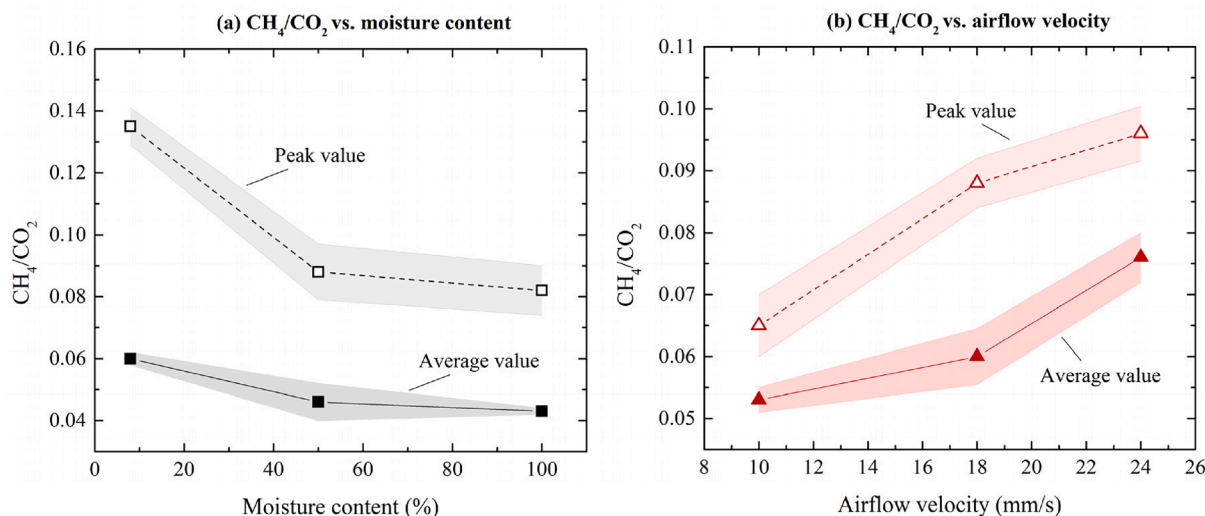 (a) CH₄/CO₂ vs. moisture content
0.16
0.14
0.12
0.10
0.08
0.06
0.04
CH₄/CO₂
Peak value
Average value
0 20 40 60 80 100
Moisture content (%)
(b) CH₄/CO₂ vs. airflow velocity
0.11
0.10
0.09
0.08
0.07
0.06
0.05
CH₄/CO₂
Peak value
Average value
8 10 12 14 16 18 20 22 24 26
Airflow velocity (mm/s)